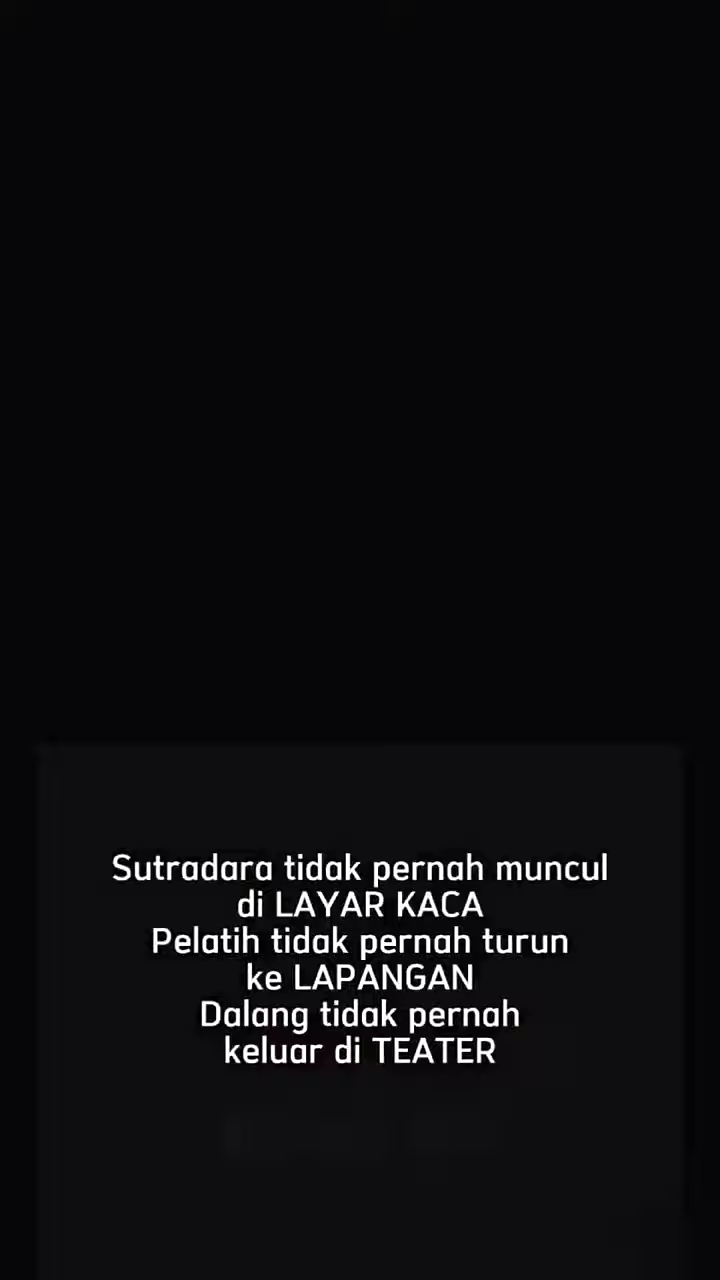 Sutradara tidak pernah muncul
di LAYAR KACA
Pelatih tidak pernah turun
ke LAPANGAN
Dalang tidak pernah
keluar di TEATER